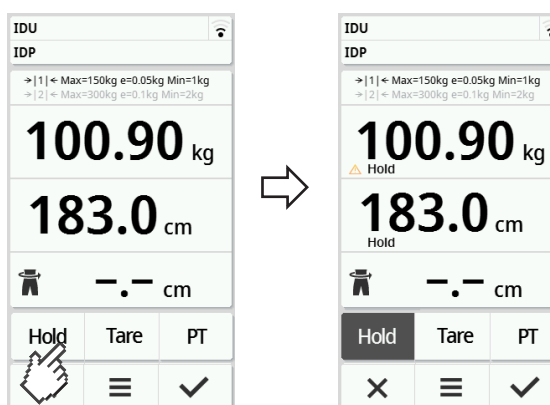 IDU
IDP
→|1|← Max=150kg e=0.05kg Min=1kg
→|2|← Max=300kg e=0.1kg Min=2kg
100.90 kg
183.0 cm
–.– cm
Hold Tare PT
IDU
IDP
→|1|← Max=150kg e=0.05kg Min=1kg
→|2|← Max=300kg e=0.1kg Min=2kg
100.90 kg
Hold
183.0 cm
Hold
–.– cm
Hold Tare PT